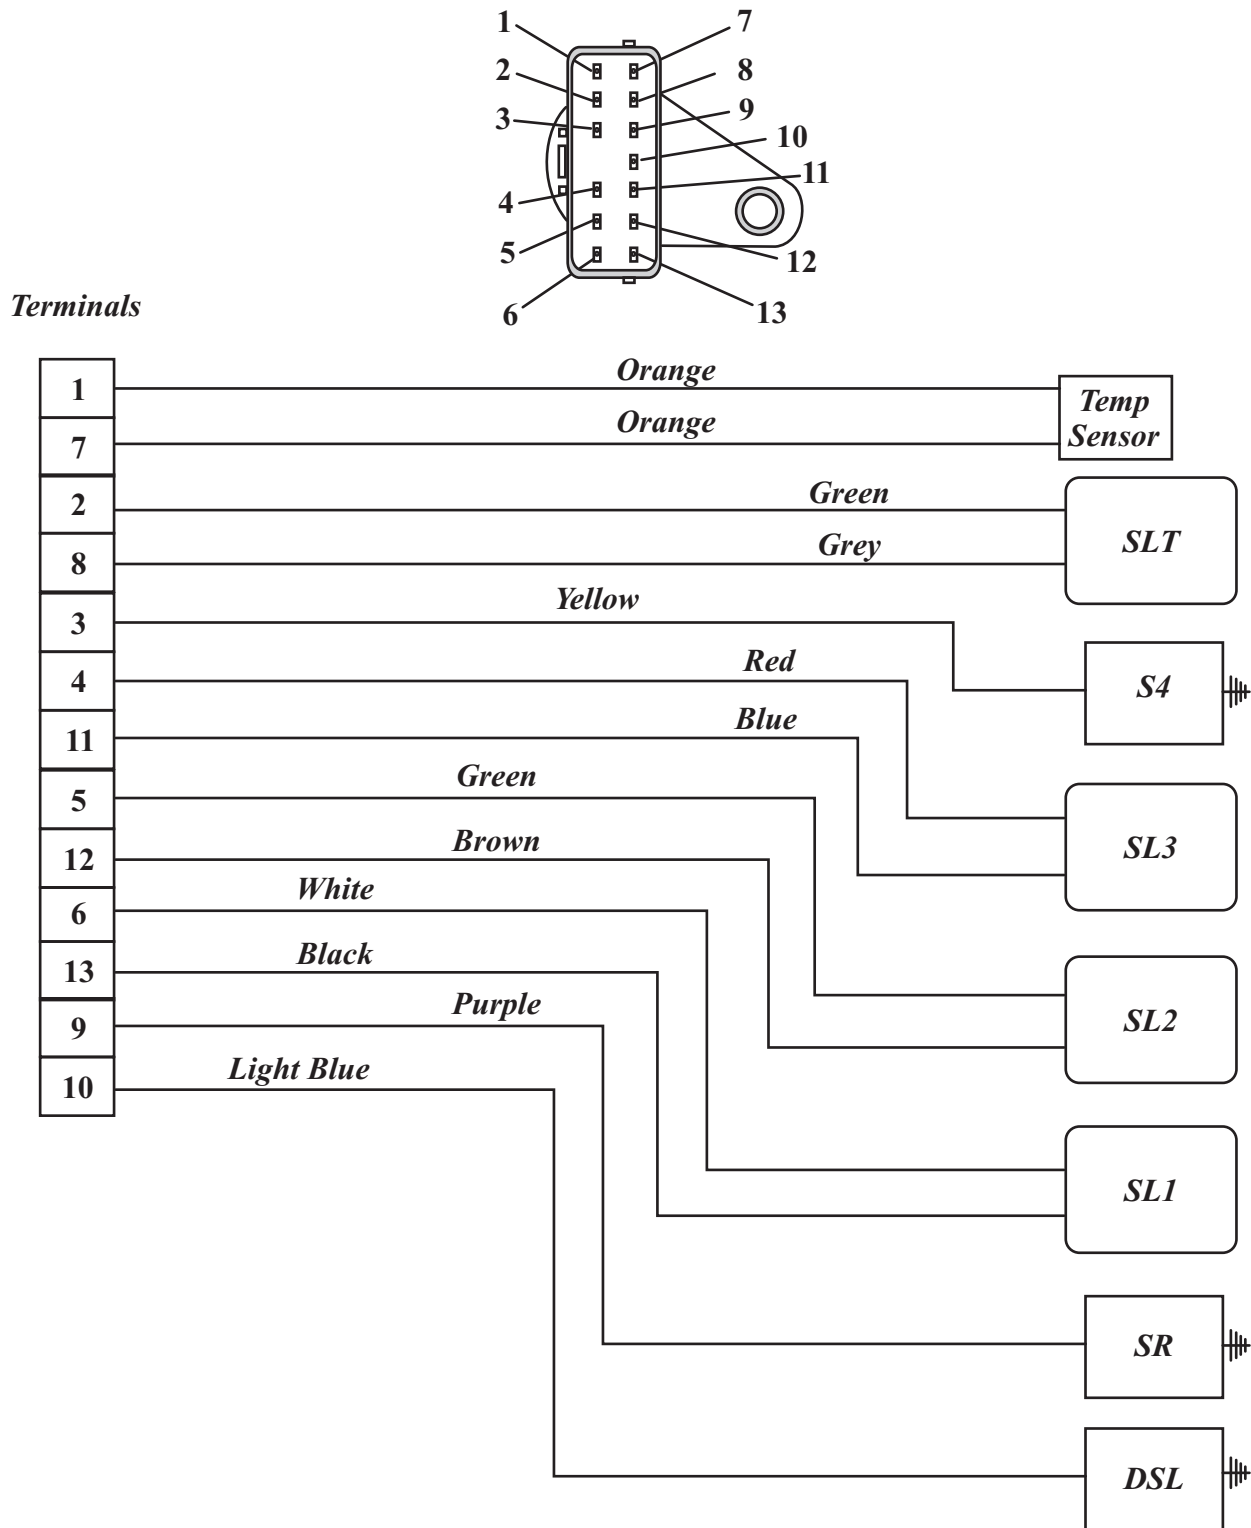 1
7
2
8
3
9
10
4
11
5
12
6
13
Terminals
1
Orange
Temp
Sensor
7
Orange
2
Green
SLT
8
Grey
3
Yellow
S4
4
Red
11
Blue
SL3
5
Green
12
Brown
SL2
6
White
13
Black
SL1
9
Purple
SR
10
Light Blue
DSL